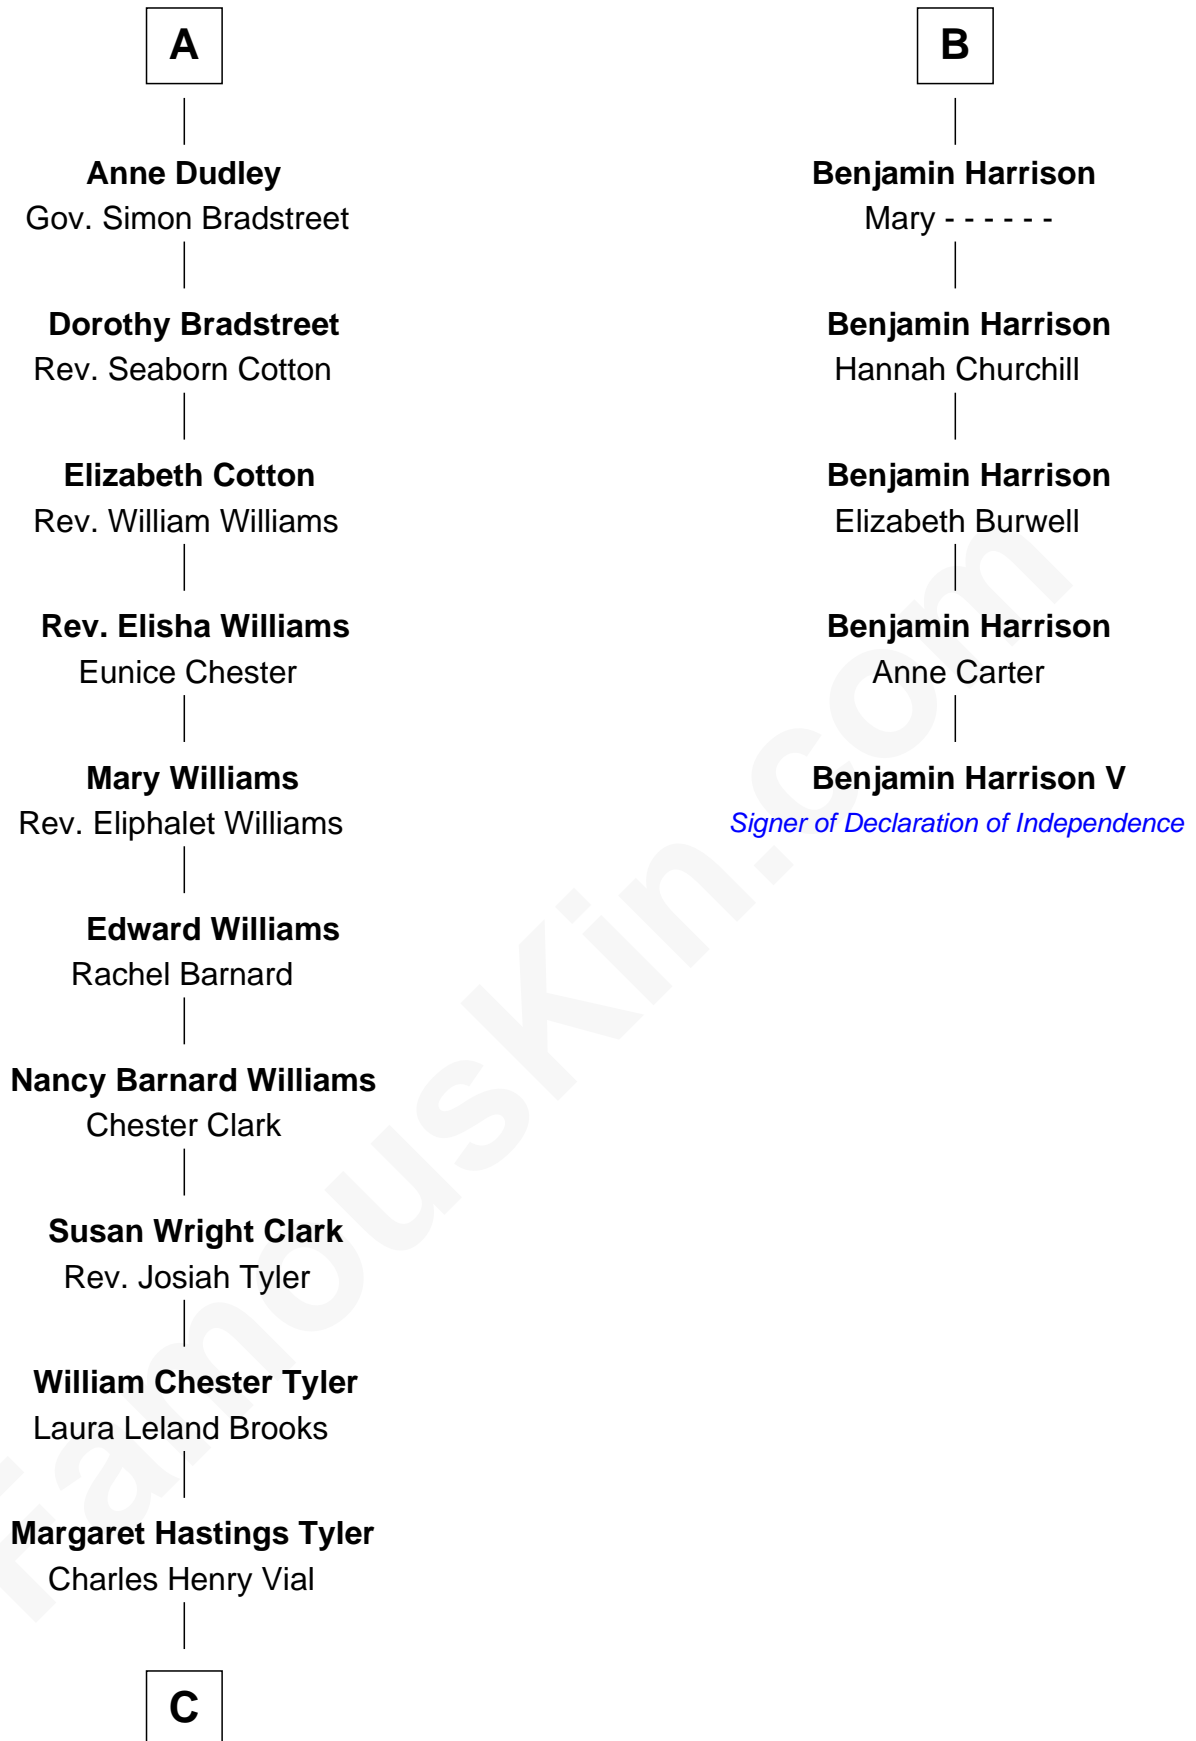 A
Anne Dudley
Gov. Simon Bradstreet
Dorothy Bradstreet
Rev. Seaborn Cotton
Elizabeth Cotton
Rev. William Williams
Rev. Elisha Williams
Eunice Chester
Mary Williams
Rev. Eliphalet Williams
Edward Williams
Rachel Barnard
Nancy Barnard Williams
Chester Clark
Susan Wright Clark
Rev. Josiah Tyler
William Chester Tyler
Laura Leland Brooks
Margaret Hastings Tyler
Charles Henry Vial
C
B
Benjamin Harrison
Mary - - - - - -
Benjamin Harrison
Hannah Churchill
Benjamin Harrison
Elizabeth Burwell
Benjamin Harrison
Anne Carter
Benjamin Harrison V
Signer of Declaration of Independence
FamousKin.com